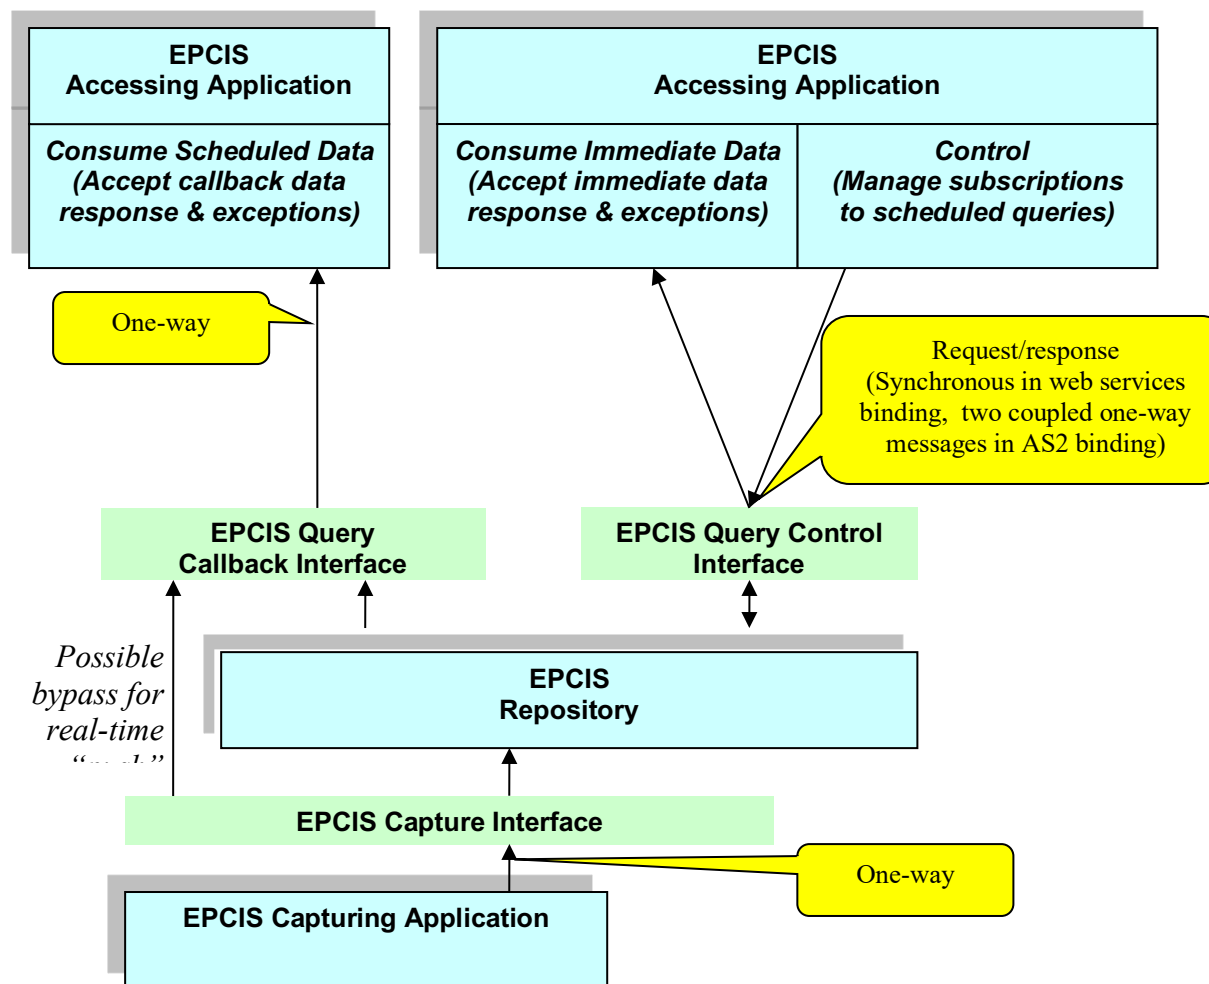 EPCIS
Accessing Application
Consume Scheduled Data
(Accept callback data
response & exceptions)
EPCIS
Accessing Application
Consume Immediate Data
(Accept immediate data
response & exceptions)
Control
(Manage subscriptions
to scheduled queries)
One-way
Request/response
(Synchronous in web services
binding, two coupled one-way
messages in AS2 binding)
EPCIS Query
Callback Interface
EPCIS Query Control
Interface
Possible
bypass for
real-time
EPCIS
Repository
EPCIS Capture Interface
One-way
EPCIS Capturing Application